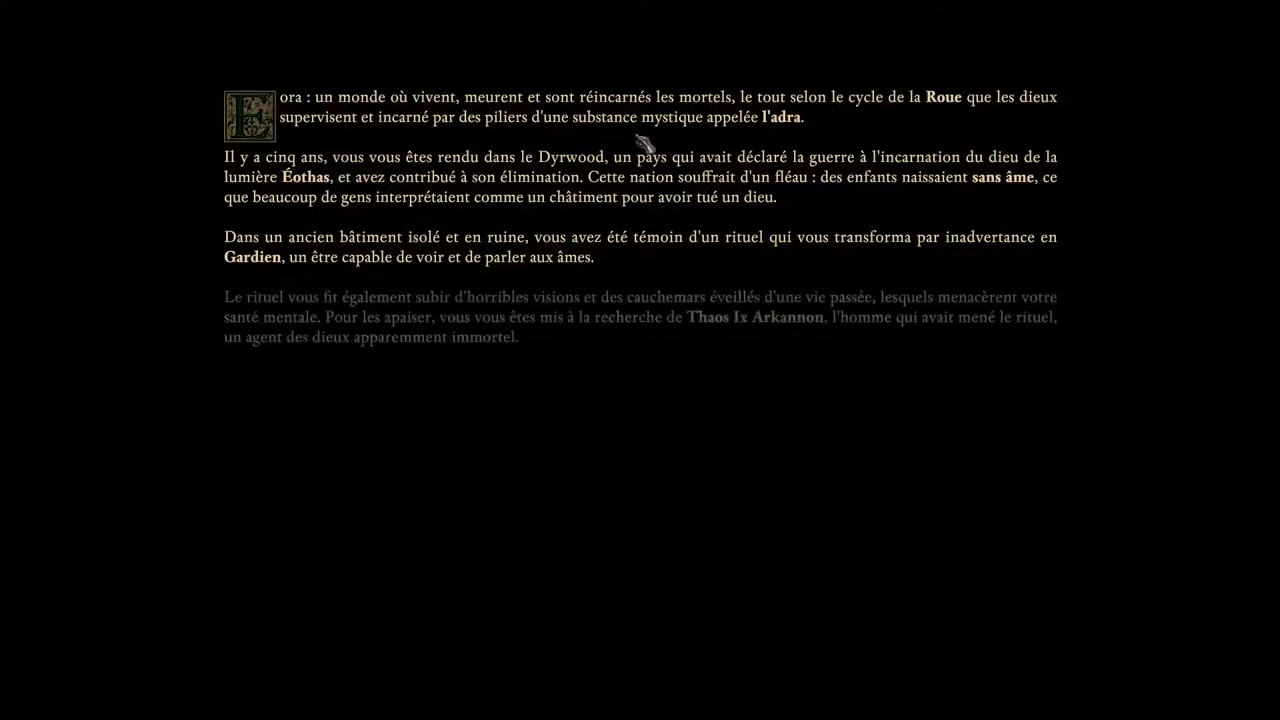 Eora : un monde où vivent, meurent et sont réincarnés les mortels, le tout selon le cycle de la Roue que les dieux
supervisent et incarné par des piliers d'une substance mystique appelée l'adra.
Il y a cinq ans, vous vous êtes rendu dans le Dyrwood, un pays qui avait déclaré la guerre à l'incarnation du dieu de la
lumière Éothas, et avez contribué à son élimination. Cette nation souffrait d'un fléau : des enfants naissaient sans âme, ce
que beaucoup de gens interprétaient comme un châtiment pour avoir tué un dieu.
Dans un ancien bâtiment isolé et en ruine, vous avez été témoin d'un rituel qui vous transforma par inadvertance en
Gardien, un être capable de voir et de parler aux âmes.
Le rituel vous fit également subir d'horribles visions et des cauchemars éveillés d'une vie passée, lesquels menacèrent votre
santé mentale. Pour les apaiser, vous vous êtes mis à la recherche de Thaos Ix Arkannon, l'homme qui avait mené le rituel,
un agent des dieux apparemment immortel.